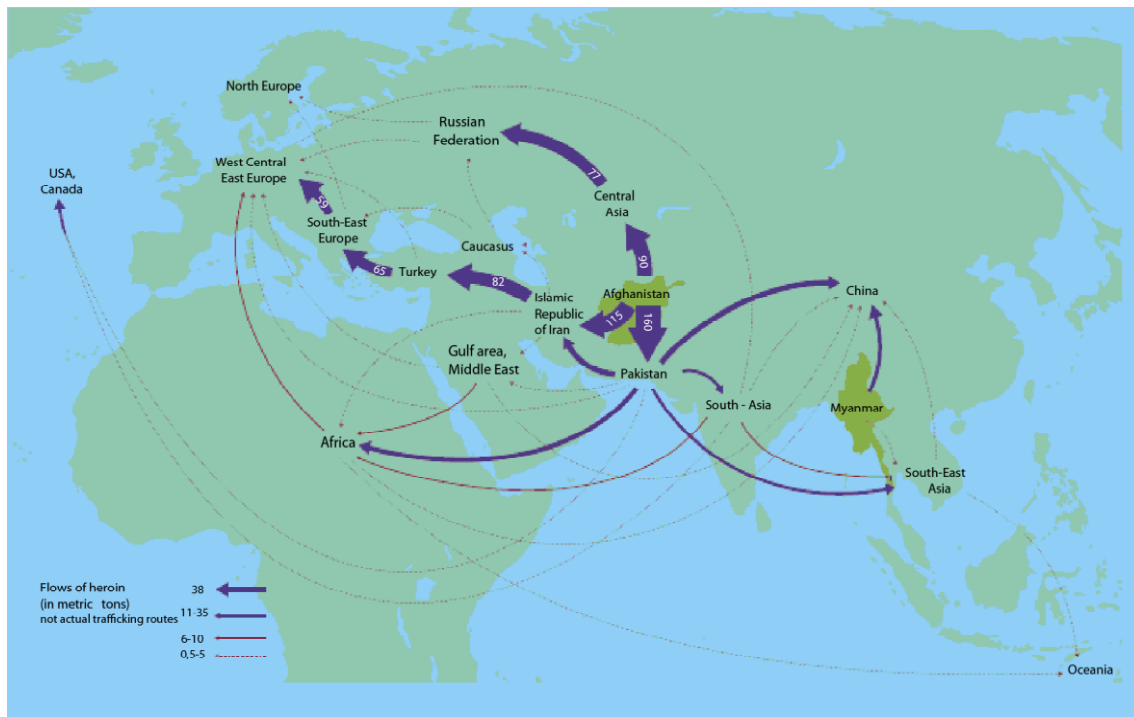 North Europe
Russian
Federation
USA,
Canada
West Central
East Europe
77
59
Central
Asia
South-East
Europe
Caucasus
90
65
Turkey
82
Afghanistan
China
Islamic
Republic
of Iran
115
160
Gulf area,
Middle East
Pakistan
South - Asia
Myanmar
Africa
South-East
Asia
Flows of heroin
(in metric tons)
not actual trafficking routes
38
11-35
6-10
0,5-5
Oceania